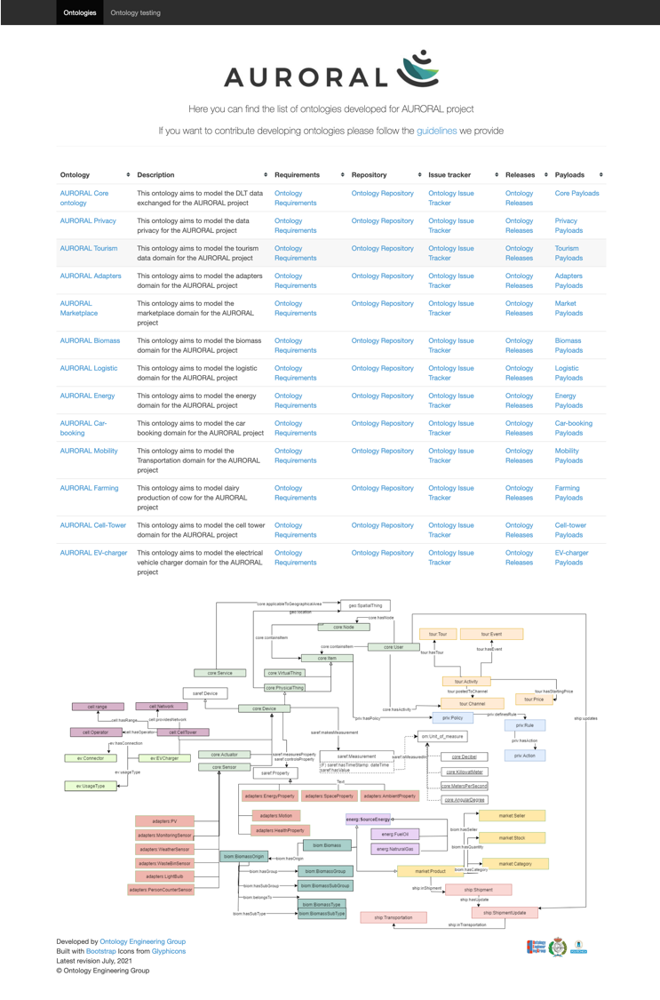 Ontologies Ontology testing
AURORAL
Here you can find the list of ontologies developed for AURORAL project
If you want to contribute developing ontologies please follow the guidelines we provide
Ontology Description Requirements Repository Issue tracker Releases Payloads
AURORAL Core This ontology aims to model the DLT data Ontology Ontology Repository Ontology Issue Ontology Core Payloads
ontology exchanged for the AURORAL project Requirements Tracker Releases
AURORAL Privacy This ontology aims to model the data Ontology Ontology Repository Ontology Issue Ontology Privacy
privacy for the AURORAL project Requirements Tracker Releases Payloads
AURORAL Tourism This ontology aims to model the tourism Ontology Ontology Repository Ontology Issue Ontology Tourism
data domain for the AURORAL project Requirements Tracker Releases Payloads
AURORAL Adapters This ontology aims to model the adapters Ontology Ontology Repository Ontology Issue Ontology Adapters
domain for the AURORAL project Requirements Tracker Releases Payloads
AURORAL This ontology aims to model the Ontology Ontology Repository Ontology Issue Ontology Market
Marketplace marketplace domain for the AURORAL Requirements Tracker Releases Payloads
project
AURORAL Biomass This ontology aims to model the biomass Ontology Ontology Repository Ontology Issue Ontology Biomass
domain for the AURORAL project Requirements Tracker Releases Payloads
AURORAL Logistic This ontology aims to model the logistic Ontology Ontology Repository Ontology Issue Ontology Logistic
domain for the AURORAL project Requirements Tracker Releases Payloads
AURORAL Energy This ontology aims to model the energy Ontology Ontology Repository Ontology Issue Ontology Energy
domain for the AURORAL project Requirements Tracker Releases Payloads
AURORAL Car- This ontology aims to model the car Ontology Ontology Repository Ontology Issue Ontology Car-booking
booking booking domain for the AURORAL project Requirements Tracker Releases Payloads
AURORAL Mobility This ontology aims to model the Ontology Ontology Repository Ontology Issue Ontology Mobility
Transportation domain for the AURORAL Requirements Tracker Releases Payloads
project
AURORAL Farming This ontology aims to model dairy Ontology Ontology Repository Ontology Issue Ontology Farming
production of cow for the AURORAL Requirements Tracker Releases Payloads
project
AURORAL Cell-Tower This ontology aims to model the cell tower Ontology Ontology Repository Ontology Issue Ontology Cell-tower
domain for the AURORAL project Requirements Tracker Releases Payloads
AURORAL EV-charger This ontology aims to model the electrical Ontology Ontology Repository Ontology Issue Ontology EV-charger
vehicle charger domain for the AURORAL Requirements Tracker Releases Payloads
project
core:applicableToGeographicalArea
geo:SpatialThing
geo:location
core:hasNode
core:Node
tour:Tour
tour:Event
core:containsItem
core:containsItem
core:User
tour:hasTour
tour:hasEvent
core:Item
core:Service
core:VirtualThing
tour:Activity
core:PhysicalThing
saref:Device
tour:postedToChannel
tour:hasStartingPrice
tour:Price
cell:range
cell:Network
core:Device
core:hasActivity
tour:Channel
cell:hasRange
cell:providesNetwork
priv:hasPolicy
priv:Policy
priv:definesRule
ship:updates
priv:Rule
cell:Operator
cell:hasOperator
cell:CellTower
saref:makesMeasurement
om:Unit_of_measure
priv:hasAction
ev:hasConnection
core:Actuator
saref:measuresProperty
saref:controlsProperty
saref:Measurement
saref:isMeasuredIn
ev:Connector
ev:EVCharger
core:Decibel
priv:Action
core:Sensor
(F) saref:hasTimeStamp: dateTime
saref:hasValue
ev:usageType
saref:Property
core:KiloyatMeter
ev:UsageType
Text
core:MetersPerSecond
adapters:EnergyProperty
adapters:SpaceProperty
adapters:AmbientProperty
core:AngularDegree
adapters:PV
adapters:Motion
energ:SourceEnergy
market:Seller
adapters:HealthProperty
biom:hasSeller
adapters:MonitoringSensor
energ:FuelOil
market:Stock
biom:Biomass
biom:hasQuantity
adapters:WeatherSensor
energ:NatrualGas
biom:BiomassOrigin
biom:hasOrigin
adapters:WasteBinSensor
market:Category
biom:hasGroup
biom:BiomassGroup
market:Product
biom:hasCategory
adapters:LightBulb
biom:hasSubGroup
biom:BiomassSubGroup
ship:inShipment
ship:Shipment
adapters:PersonCounterSensor
biom:belongsTo
biom:BiomassType
ship:hasUpdate
biom:hasSubType
biom:BiomassSubType
ship:Transportation
ship:ShipmentUpdate
ship:inTransportation
Developed by Ontology Engineering Group
Built with Bootstrap Icons from Glyphicons
Latest revision July, 2021
© Ontology Engineering Group